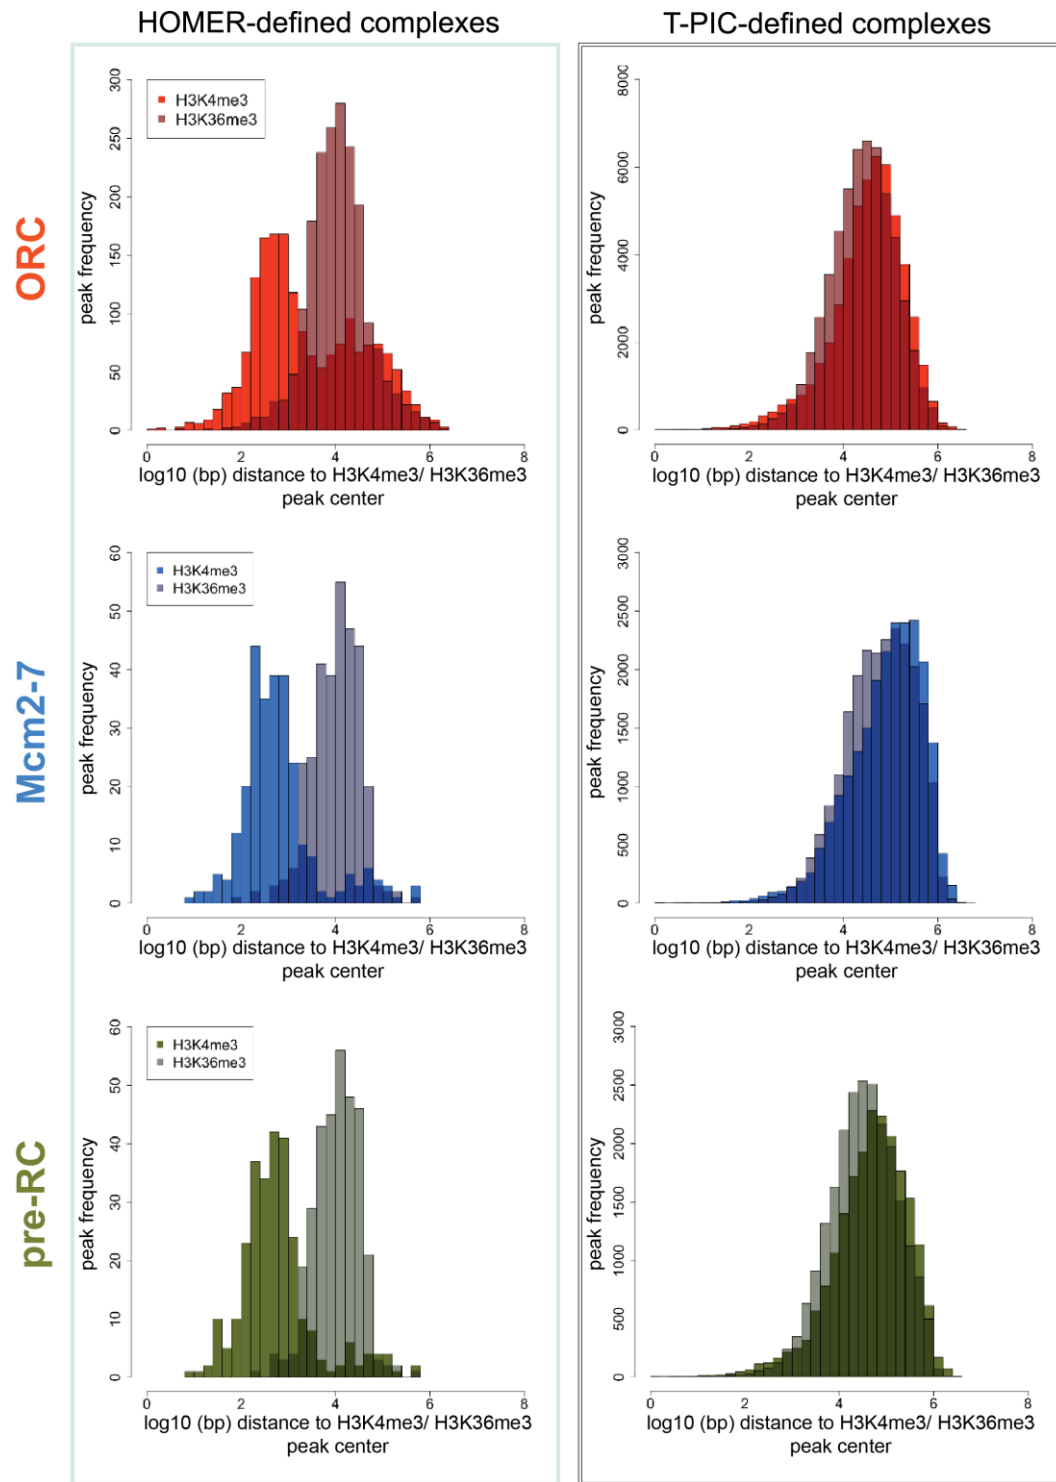 HOMER-defined complexes
T-PIC-defined complexes
ORC
peak frequency
300
250
200
150
100
50
0
H3K4me3
H3K36me3
0 2 4 6 8
log10 (bp) distance to H3K4me3/ H3K36me3
peak center
peak frequency
8000
6000
4000
2000
0
0 2 4 6 8
log10 (bp) distance to H3K4me3/ H3K36me3
peak center
Mcm2-7
peak frequency
60
50
40
30
20
10
0
H3K4me3
H3K36me3
0 2 4 6 8
log10 (bp) distance to H3K4me3/ H3K36me3
peak center
peak frequency
3000
2500
2000
1500
1000
500
0
0 2 4 6 8
log10 (bp) distance to H3K4me3/ H3K36me3
peak center
pre-RC
peak frequency
60
50
40
30
20
10
0
H3K4me3
H3K36me3
0 2 4 6 8
log10 (bp) distance to H3K4me3/ H3K36me3
peak center
peak frequency
3000
2500
2000
1500
1000
500
0
0 2 4 6 8
log10 (bp) distance to H3K4me3/ H3K36me3
peak center